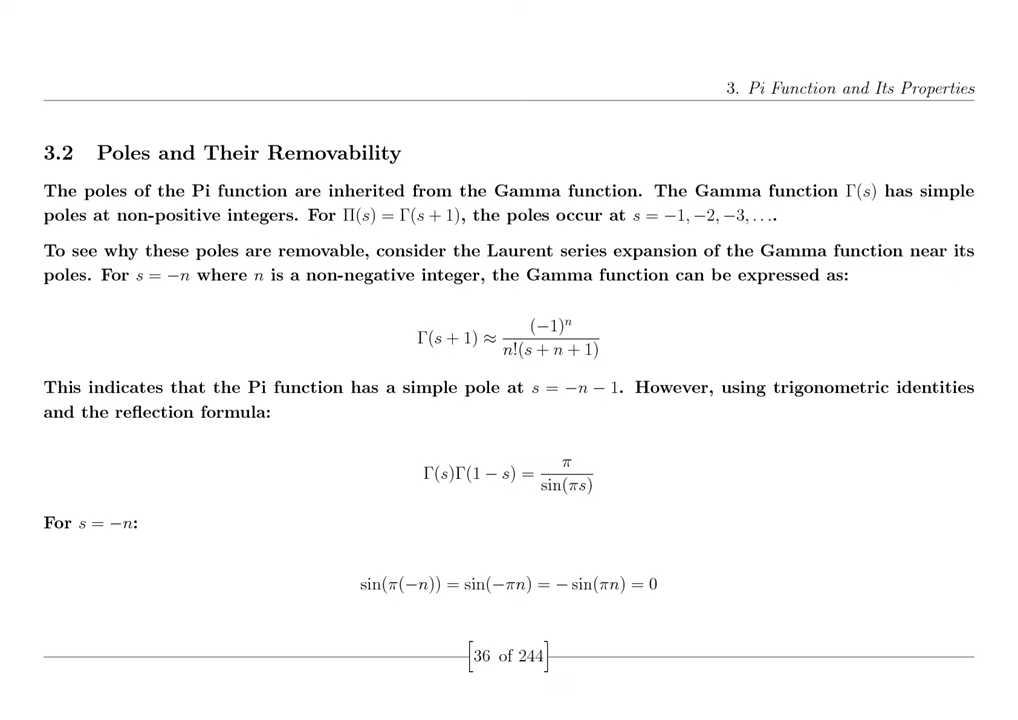 3. Pi Function and Its Properties
3.2 Poles and Their Removability
The poles of the Pi function are inherited from the Gamma function. The Gamma function Γ(s) has simple
poles at non-positive integers. For Π(s) = Γ(s + 1), the poles occur at s = −1, −2, −3, . . ..
To see why these poles are removable, consider the Laurent series expansion of the Gamma function near its
poles. For s = −n where n is a non-negative integer, the Gamma function can be expressed as:
Γ(s + 1) ≈ (−1)ⁿ / n!(s + n + 1)
This indicates that the Pi function has a simple pole at s = −n − 1. However, using trigonometric identities
and the reflection formula:
Γ(s)Γ(1 − s) = π / sin(πs)
For s = −n:
sin(π(−n)) = sin(−πn) = − sin(πn) = 0
[36 of 244]